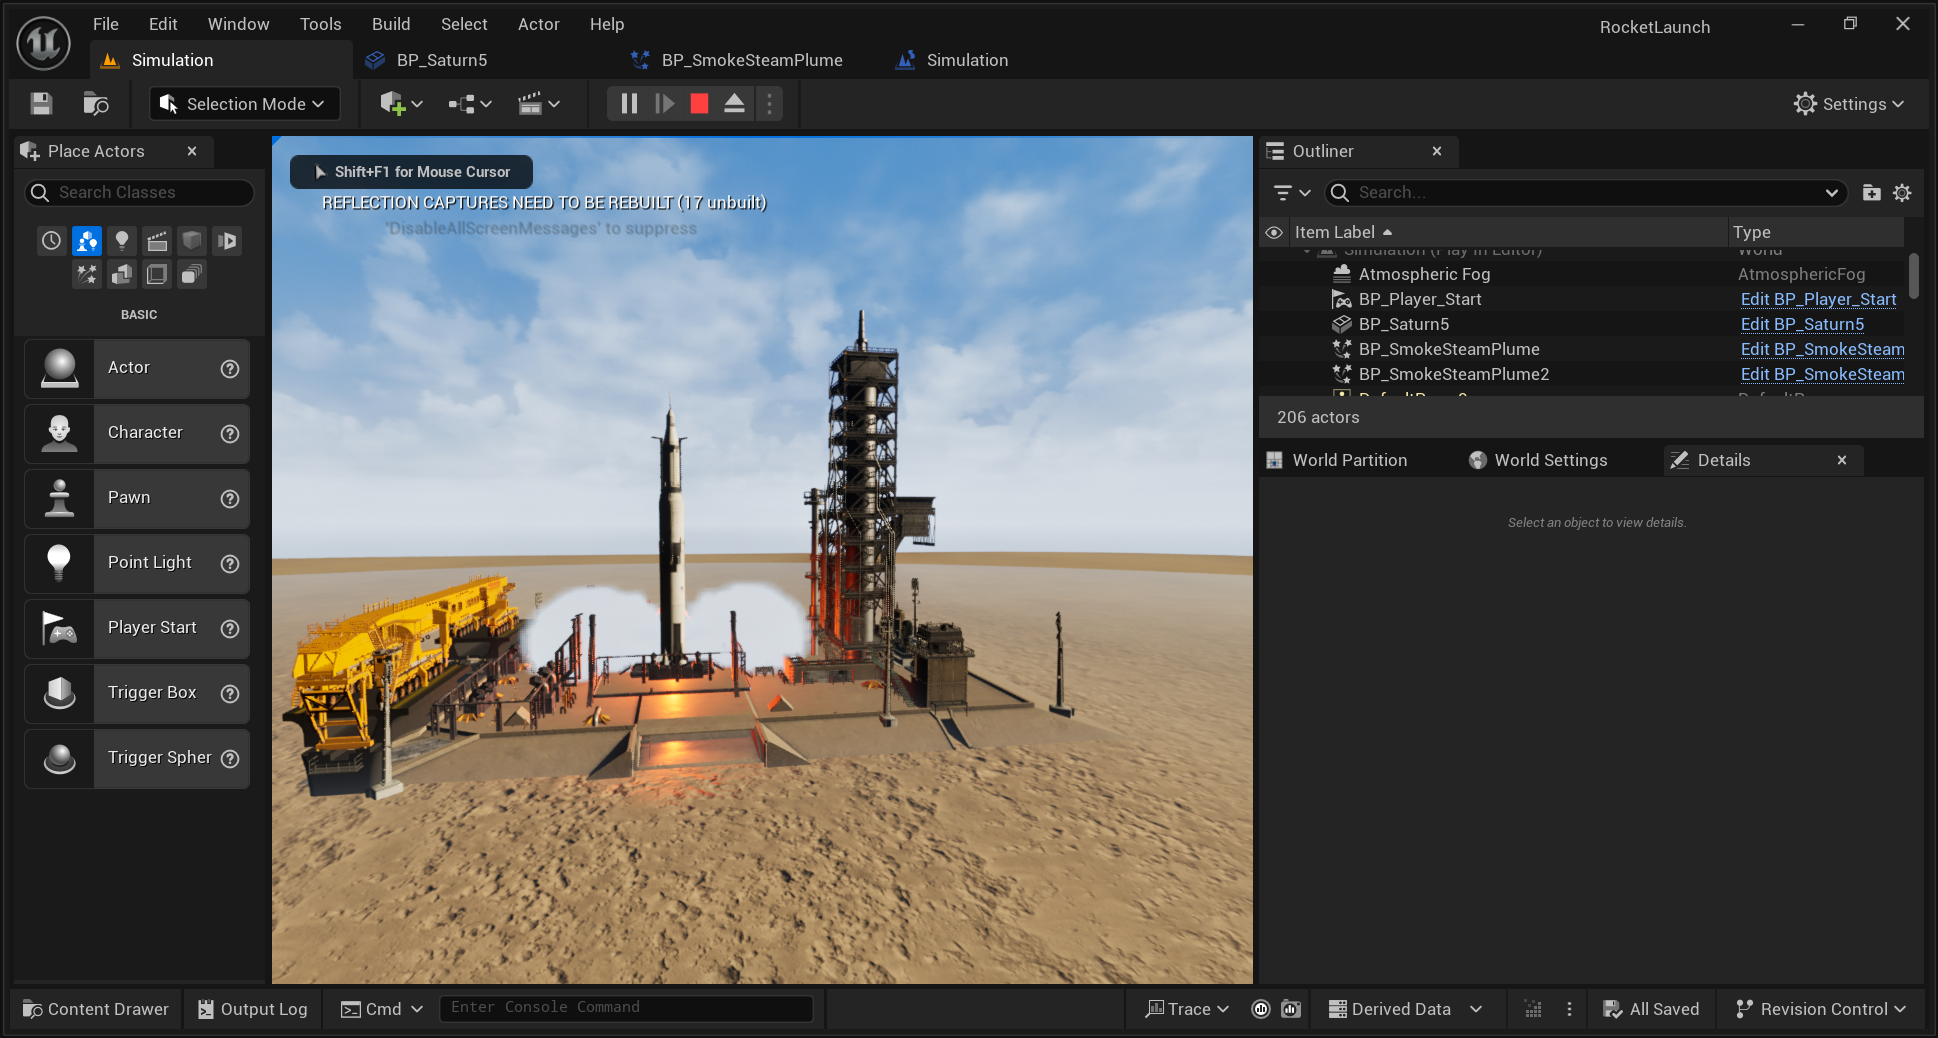 File Edit Window Tools Build Select Actor Help
RocketLaunch
Simulation
BP_Saturn5
BP_SmokeSteamPlume
Simulation
Selection Mode
Settings
Place Actors
Search Classes
BASIC
Actor
Character
Pawn
Point Light
Player Start
Trigger Box
Trigger Spher
Shift+F1 for Mouse Cursor
REFLECTION CAPTURES NEED TO BE REBUILT (17 unbuilt)
'DisableAllScreenMessages' to suppress
Outliner
Search...
Item Label Type
Simulation (Play In Editor) World
Atmospheric Fog AtmosphericFog
BP_Player_Start Edit BP_Player_Start
BP_Saturn5 Edit BP_Saturn5
BP_SmokeSteamPlume Edit BP_SmokeSteam
BP_SmokeSteamPlume2 Edit BP_SmokeSteam
206 actors
World Partition
World Settings
Details
Select an object to view details.
Content Drawer
Output Log
Cmd
Enter Console Command
Trace
Derived Data
All Saved
Revision Control